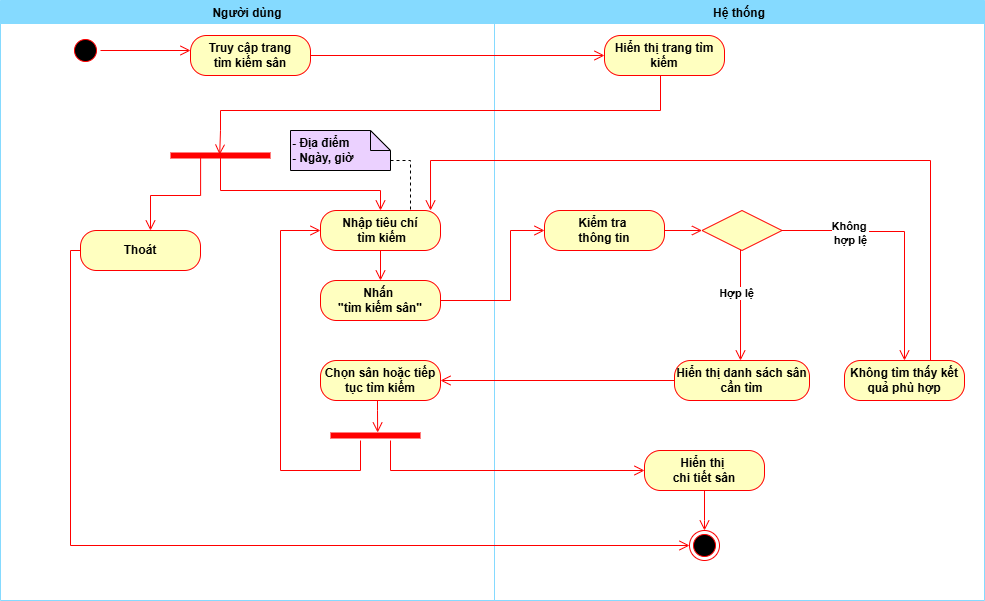 Người dùng
Hệ thống
Truy cập trang
tìm kiếm sân
Hiển thị trang tìm
kiếm
- Địa điểm
- Ngày, giờ
Nhập tiêu chí
tìm kiếm
Kiểm tra
thông tin
Không
hợp lệ
Thoát
Nhấn
"tìm kiếm sân"
Hợp lệ
Chọn sân hoặc tiếp
tục tìm kiếm
Hiển thị danh sách sân
cần tìm
Không tìm thấy kết
quả phù hợp
Hiển thị
chi tiết sân